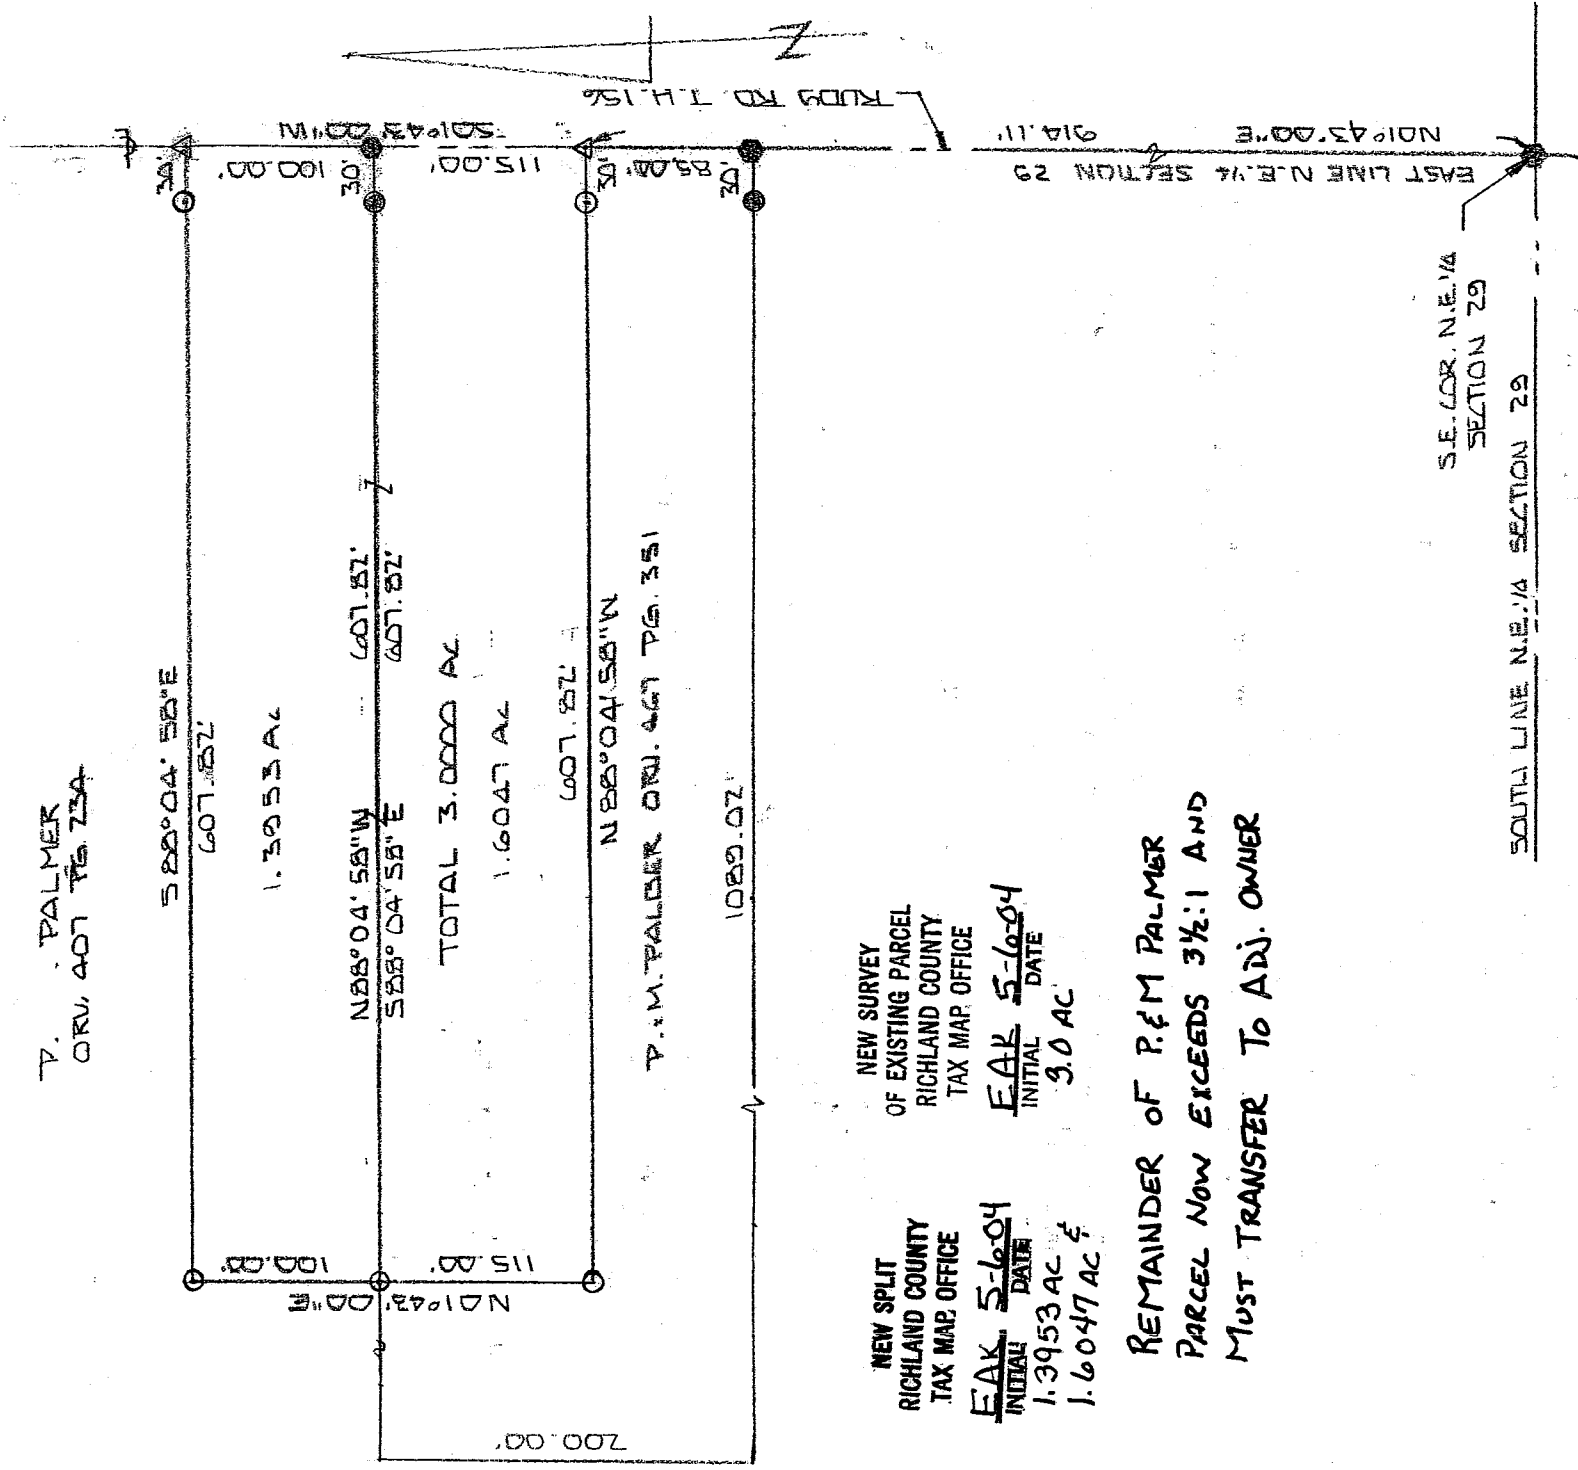 N
RUDY RD. T.H. 156
S01°43'00"W
100.00'
115.00'
85.00'
30'
30'
30'
30'
N01°43'00"E
914.11'
EAST LINE N.E. 1/4 SECTION 29
S.E. COR. N.E. 1/4
SECTION 29
SOUTH LINE N.E. 1/4 SECTION 29
P. PALMER
ORV. 407 PG. 234
S88°04'58"E
607.82'
1.3953 AC
N88°04'58"W
607.82'
S88°04'58"E
607.82'
TOTAL 3.0000 AC
1.6047 AC
607.82'
N88°04'58"W
P. & M. PALMER ORV. 467 PG. 351
1089.02'
N01°43'00"E
100.00'
115.00'
200.00'
NEW SPLIT
RICHLAND COUNTY
TAX MAP OFFICE
EAK 5-6-04
INITIAL DATE
1.3953 AC
1.6047 AC &
NEW SURVEY
OF EXISTING PARCEL
RICHLAND COUNTY
TAX MAP OFFICE
EAK 5-6-04
INITIAL DATE
3.0 AC
REMAINDER OF P. & M PALMER
PARCEL NOW EXCEEDS 3½:1 AND
MUST TRANSFER TO ADJ. OWNER